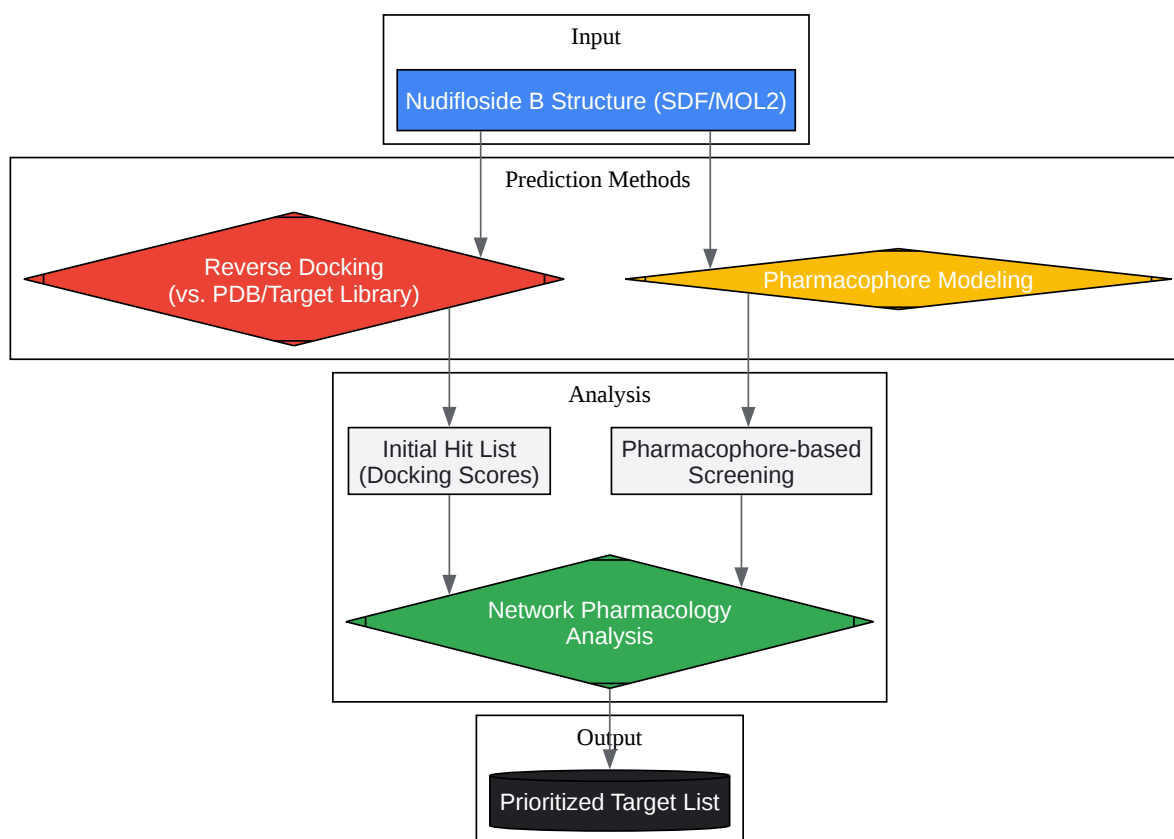 Input
Nudifloside B Structure (SDF/MOL2)
Prediction Methods
Reverse Docking
(vs. PDB/Target Library)
Pharmacophore Modeling
Analysis
Initial Hit List
(Docking Scores)
Pharmacophore-based
Screening
Network Pharmacology
Analysis
Output
Prioritized Target List